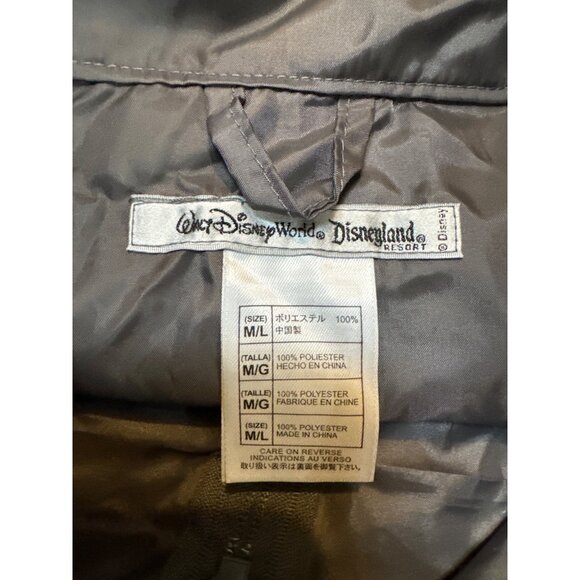 Walt Disney World® Disneyland®
RESORT
© Disney
(SIZE) ポリエステル 100%
M/L 中国製
(TALLA) 100% POLIESTER
M/G HECHO EN CHINA
(TAILLE) 100% POLYESTER
M/G FABRIQUE EN CHINE
(SIZE) 100% POLYESTER
M/L MADE IN CHINA
CARE ON REVERSE
INDICATIONS AU VERSO
取り扱い表示は裏面を御覧下さい。